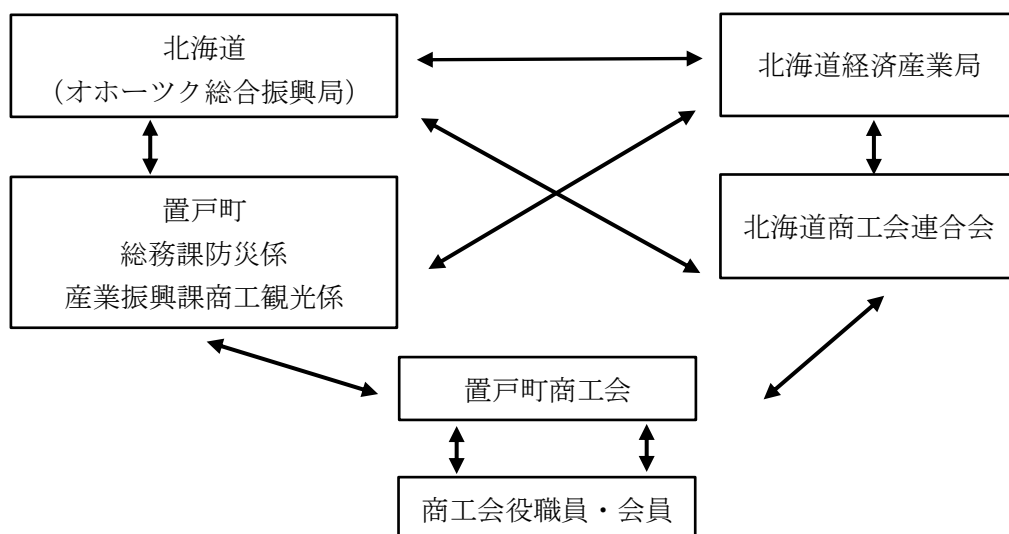 北海道
（オホーツク総合振興局）
北海道経済産業局
置戸町
総務課防災係
産業振興課商工観光係
北海道商工会連合会
置戸町商工会
商工会役職員・会員